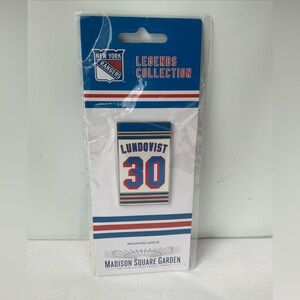 NEW YORK
RANGERS
LEGENDS
COLLECTION
LUNDQVIST
30
exclusively sold at
MADISON SQUARE GARDEN